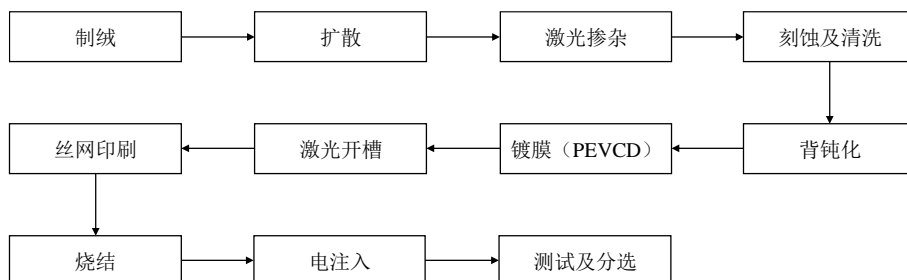 制绒
扩散
激光掺杂
刻蚀及清洗
背钝化
镀膜（PEVCD）
激光开槽
丝网印刷
烧结
电注入
测试及分选